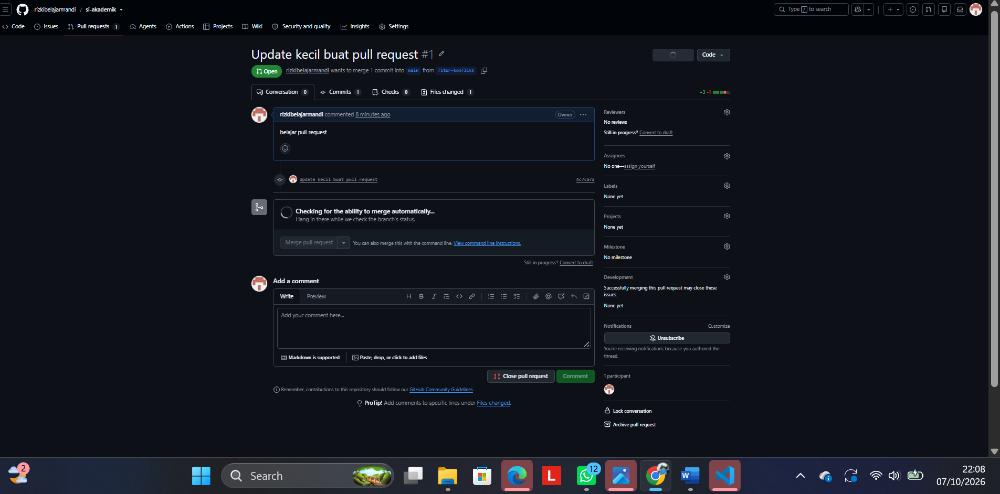 rizkibelajarmandi / si-akademik
Type / to search
Code
Issues
Pull requests 1
Agents
Actions
Projects
Wiki
Security and quality
Insights
Settings
Update kecil buat pull request #1
Code
Open
rizkibelajarmandi wants to merge 1 commit into main from fitur-konflikk
Conversation 0
Commits 1
Checks 0
Files changed 1
+3 -1
rizkibelajarmandi commented 8 minutes ago
Owner
belajar pull request
Update kecil buat pull request
4c7ca7a
Checking for the ability to merge automatically...
Hang in there while we check the branch's status.
Merge pull request
You can also merge this with the command line. View command line instructions.
Still in progress? Convert to draft
Add a comment
Write
Preview
Add your comment here...
Markdown is supported
Paste, drop, or click to add files
Close pull request
Comment
Remember, contributions to this repository should follow our GitHub Community Guidelines.
ProTip! Add comments to specific lines under Files changed.
Reviewers
No reviews
Still in progress? Convert to draft
Assignees
No one—assign yourself
Labels
None yet
Projects
None yet
Milestone
No milestone
Development
Successfully merging this pull request may close these
issues.
None yet
Notifications
Customize
Unsubscribe
You're receiving notifications because you authored the
thread.
1 participant
Lock conversation
Archive pull request
2
Search
L
12
W
22:08
07/10/2026